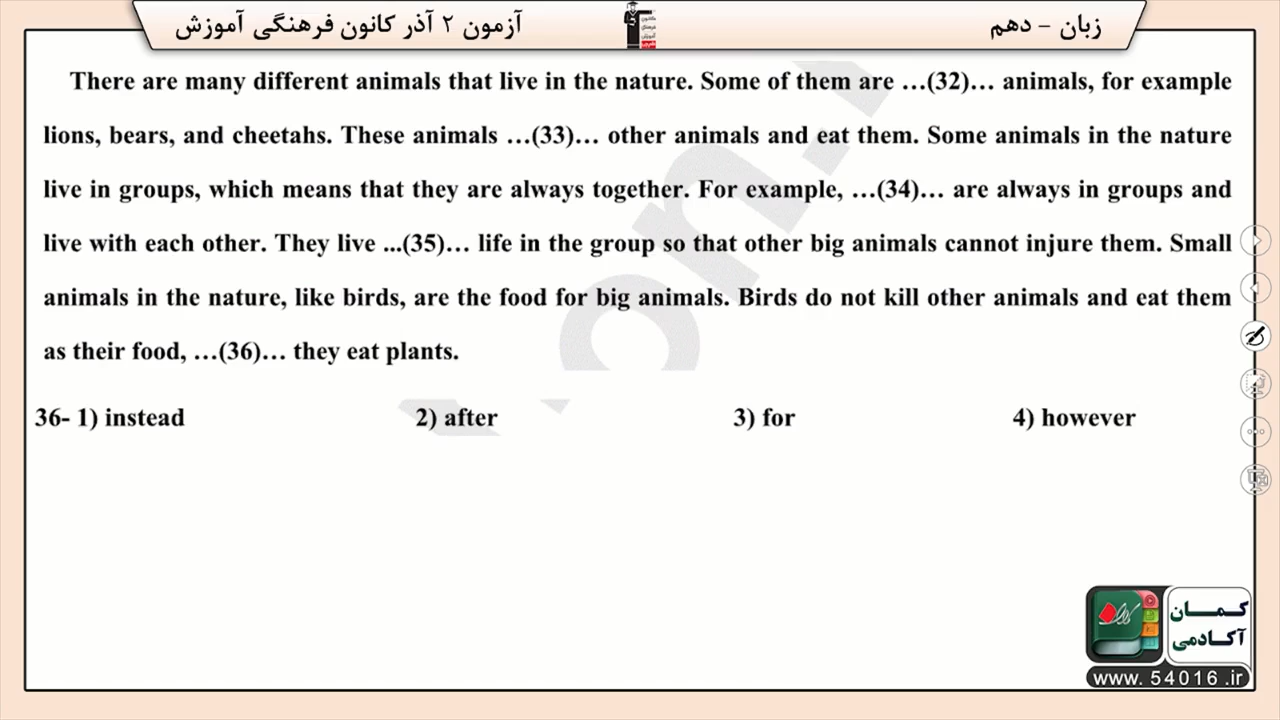 زبان - دهم
آزمون ۲ آذر کانون فرهنگی آموزش
There are many different animals that live in the nature. Some of them are …(32)… animals, for example
lions, bears, and cheetahs. These animals …(33)… other animals and eat them. Some animals in the nature
live in groups, which means that they are always together. For example, …(34)… are always in groups and
live with each other. They live ...(35)… life in the group so that other big animals cannot injure them. Small
animals in the nature, like birds, are the food for big animals. Birds do not kill other animals and eat them
as their food, …(36)… they eat plants.
36- 1) instead 2) after 3) for 4) however
کمان
آکادمی
www. 54016 .ir